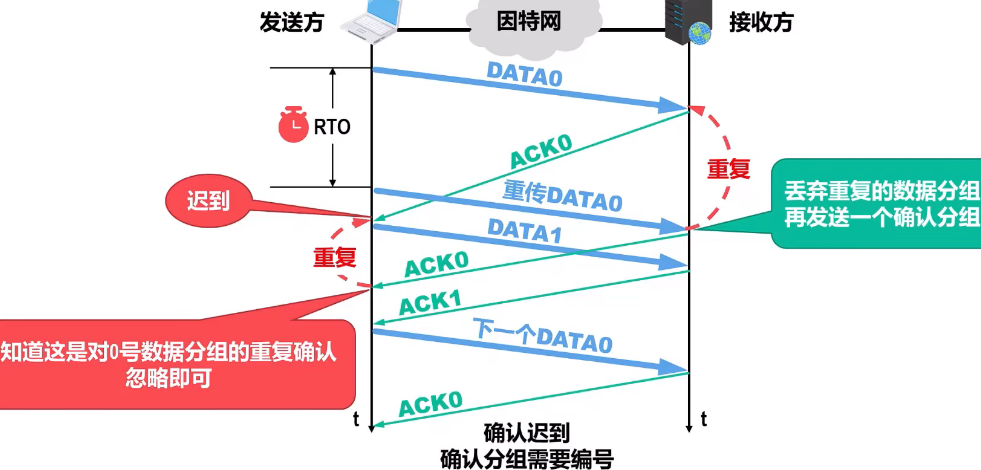 发送方
因特网
接收方
DATA0
RTO
ACK0
重复
迟到
重传DATA0
丢弃重复的数据分组
再发送一个确认分组
DATA1
重复
ACK0
ACK1
知道这是对0号数据分组的重复确认
忽略即可
下一个DATA0
ACK0
t
t
确认迟到
确认分组需要编号